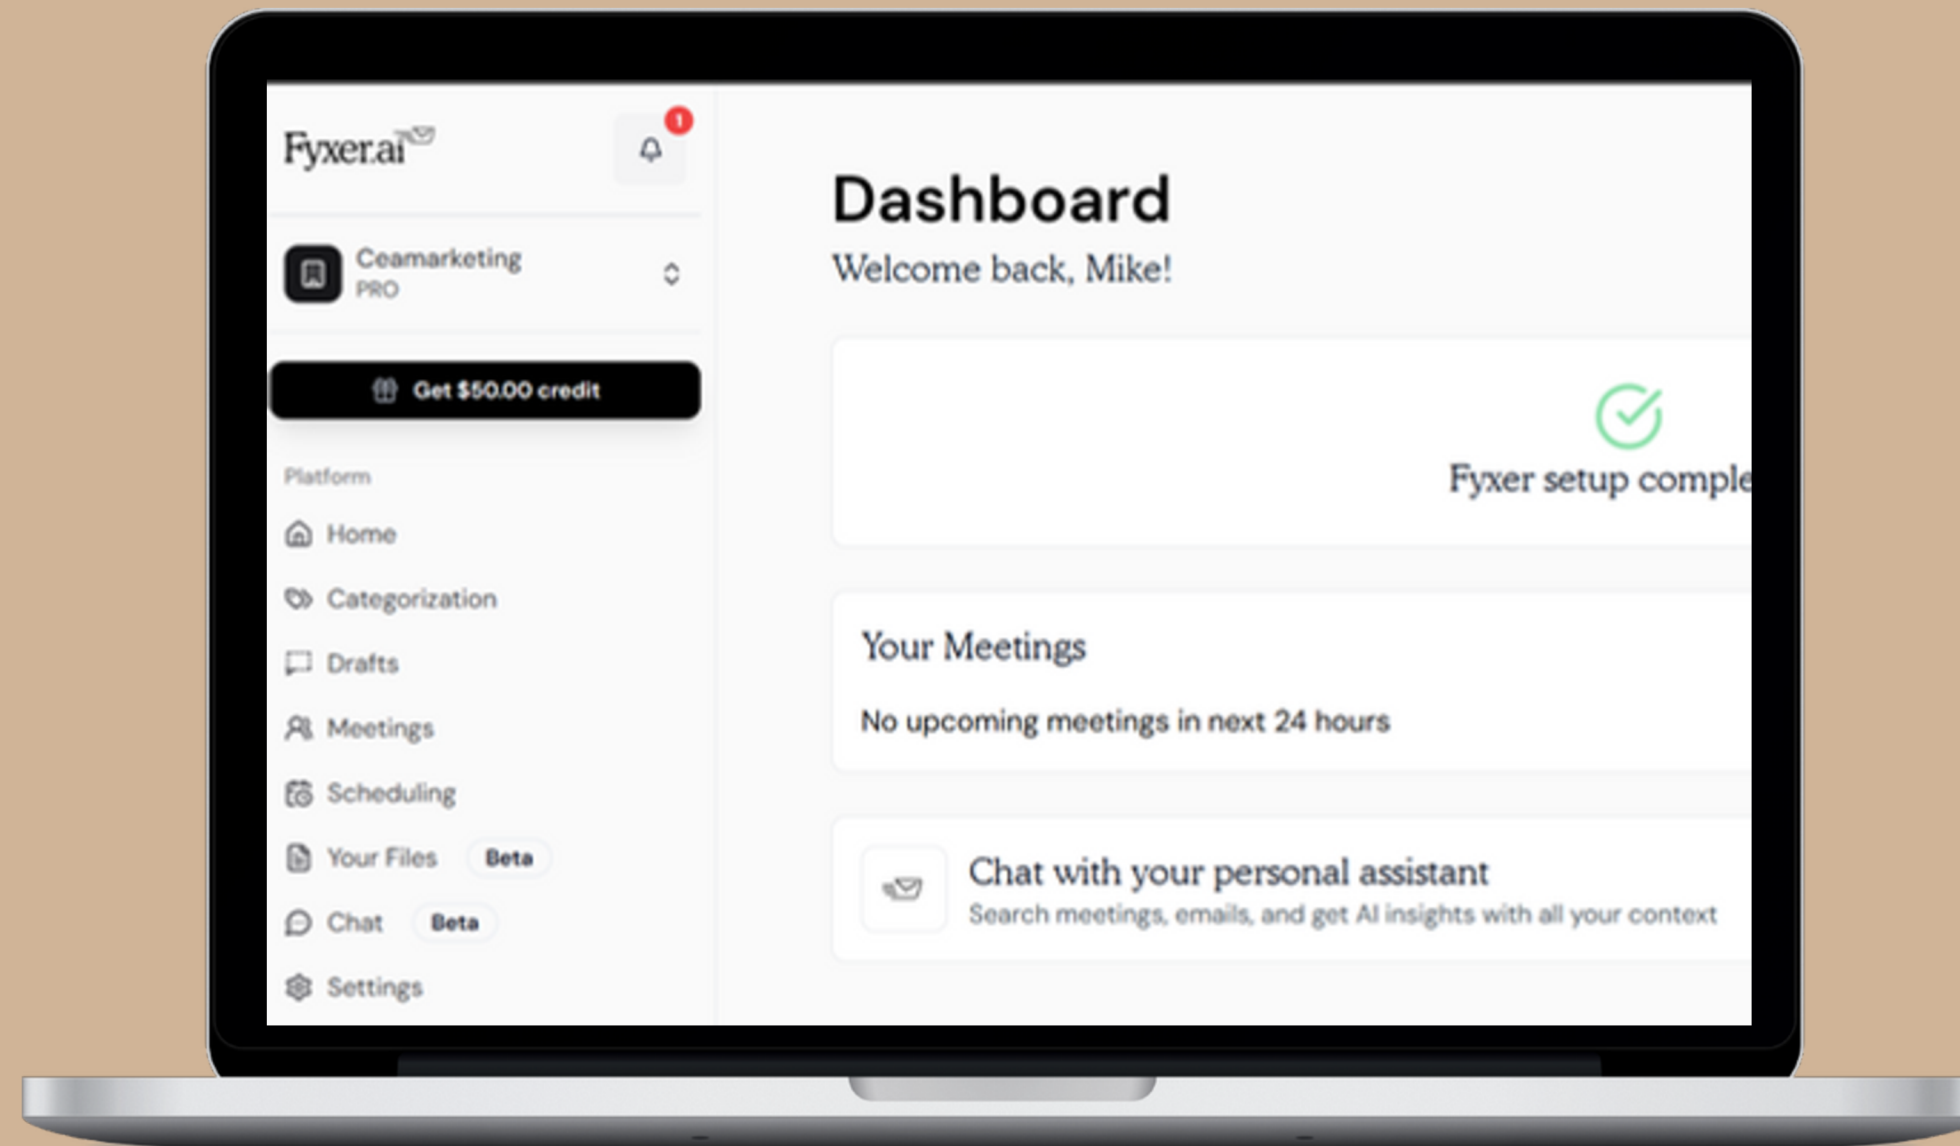 Fyxer.ai
1
Ceamarketing
PRO
Get $50.00 credit
Platform
Home
Categorization
Drafts
Meetings
Scheduling
Your Files Beta
Chat Beta
Settings
Dashboard
Welcome back, Mike!
Fyxer setup comple
Your Meetings
No upcoming meetings in next 24 hours
Chat with your personal assistant
Search meetings, emails, and get AI insights with all your context